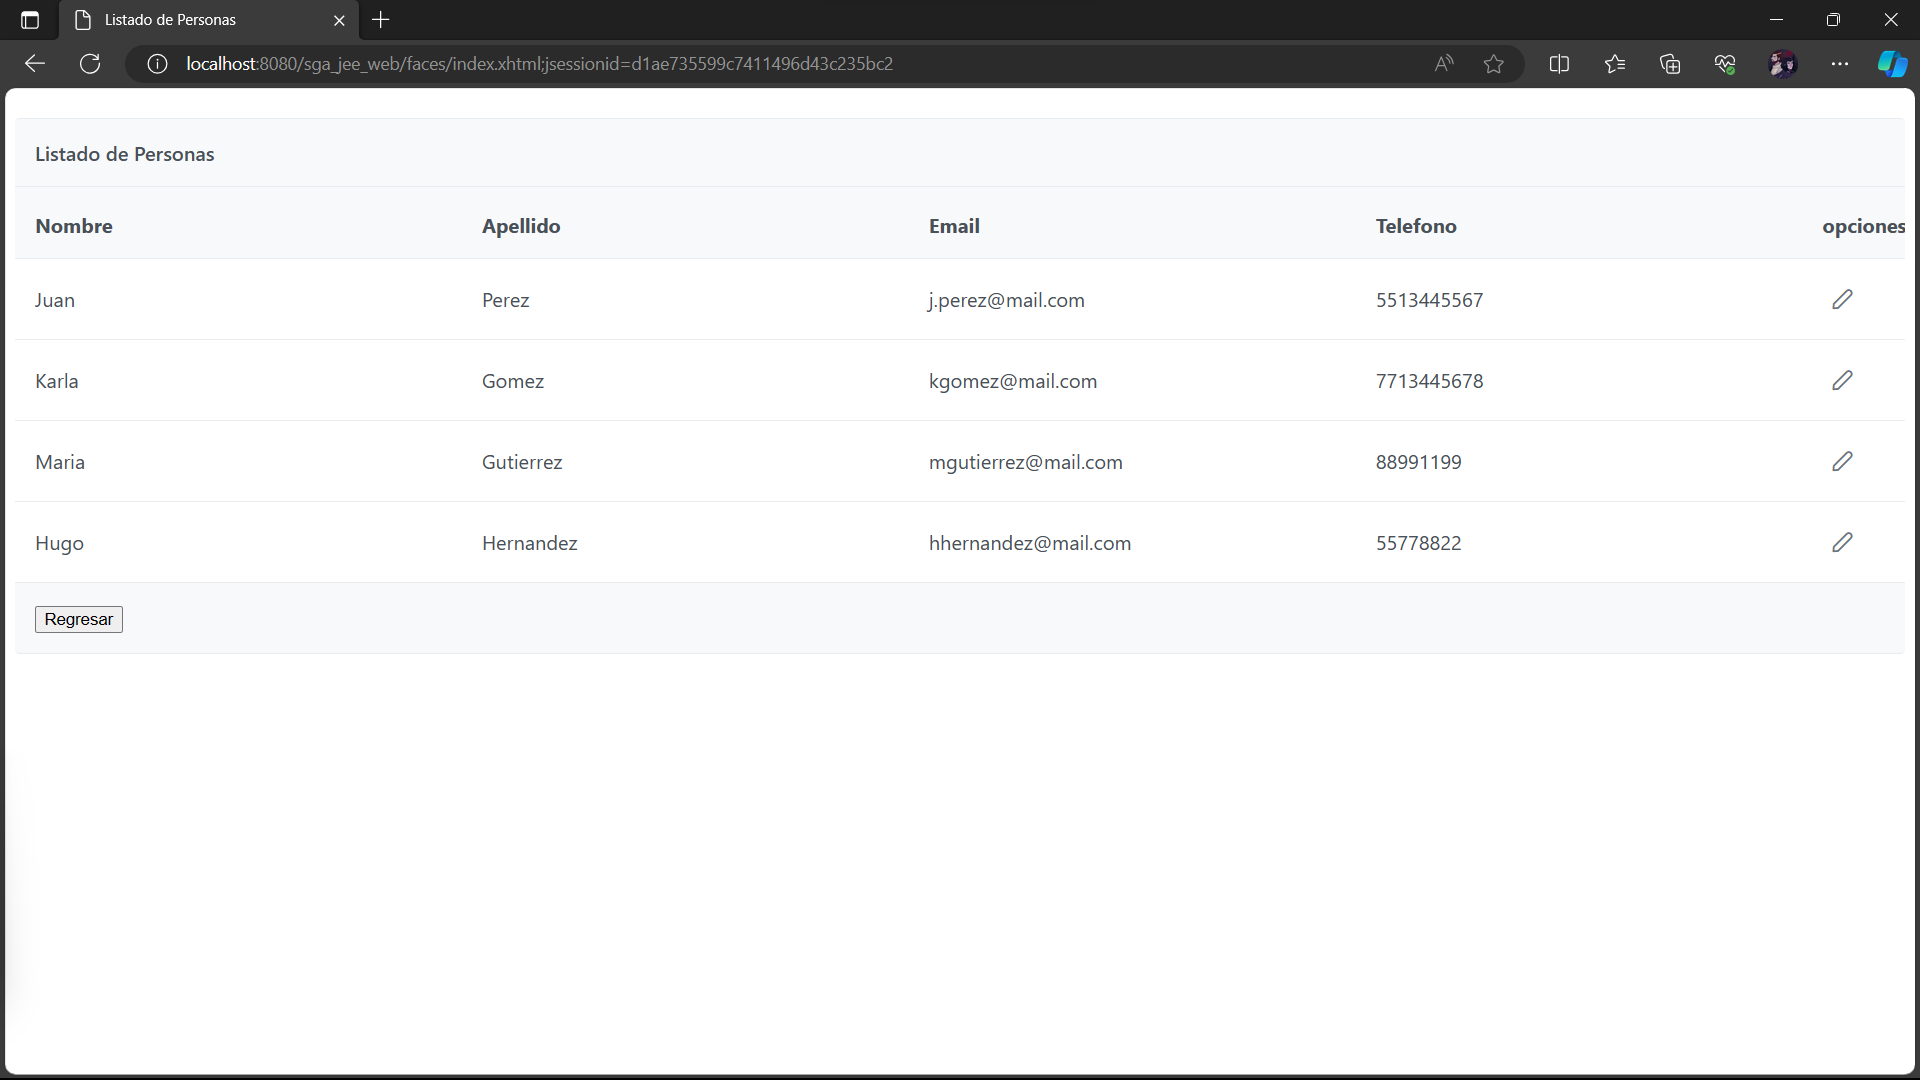 Listado de Personas
localhost:8080/sga_jee_web/faces/index.xhtml;jsessionid=d1ae735599c7411496d43c235bc2
Listado de Personas
Nombre Apellido Email Telefono opciones
Juan Perez j.perez@mail.com 5513445567
Karla Gomez kgomez@mail.com 7713445678
Maria Gutierrez mgutierrez@mail.com 88991199
Hugo Hernandez hhernandez@mail.com 55778822
Regresar